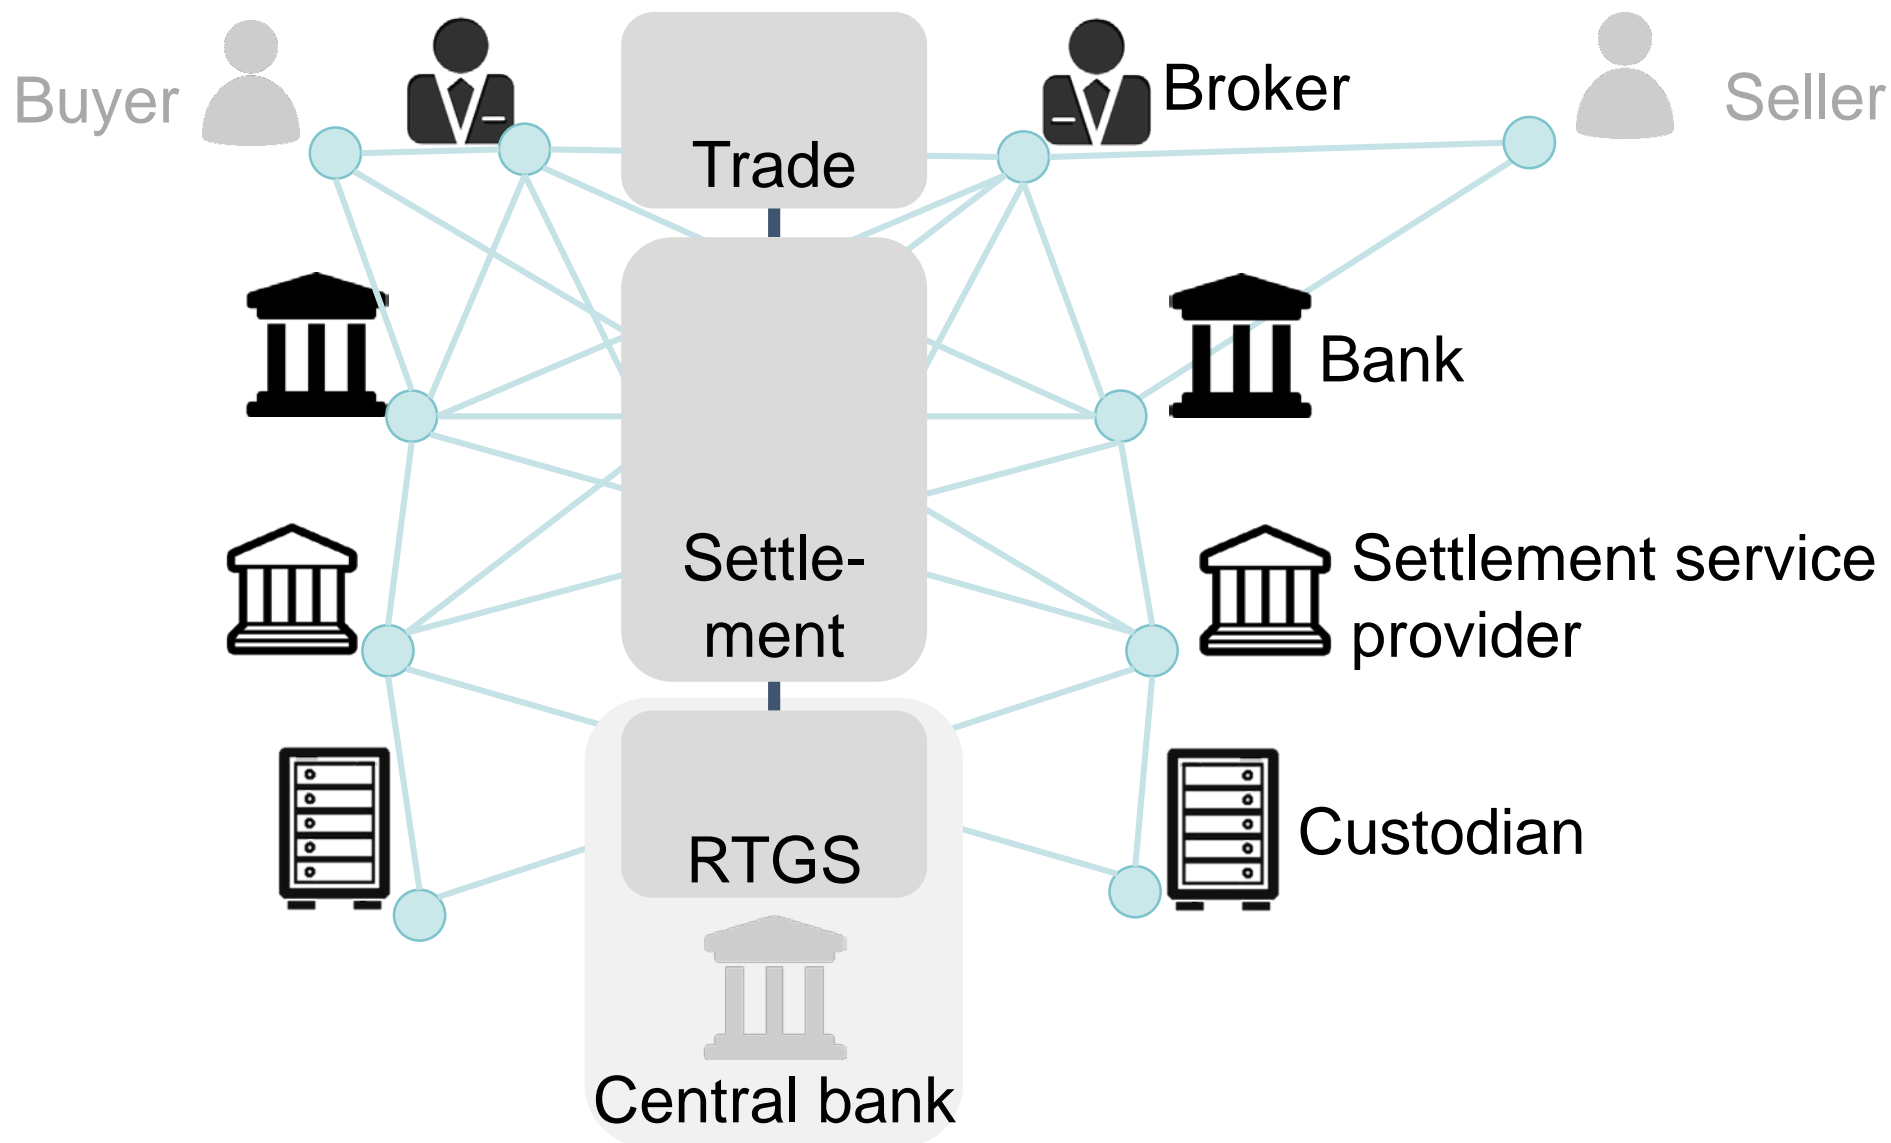 Buyer
Broker
Seller
Trade
Bank
Settle-
ment
Settlement service
provider
RTGS
Custodian
Central bank